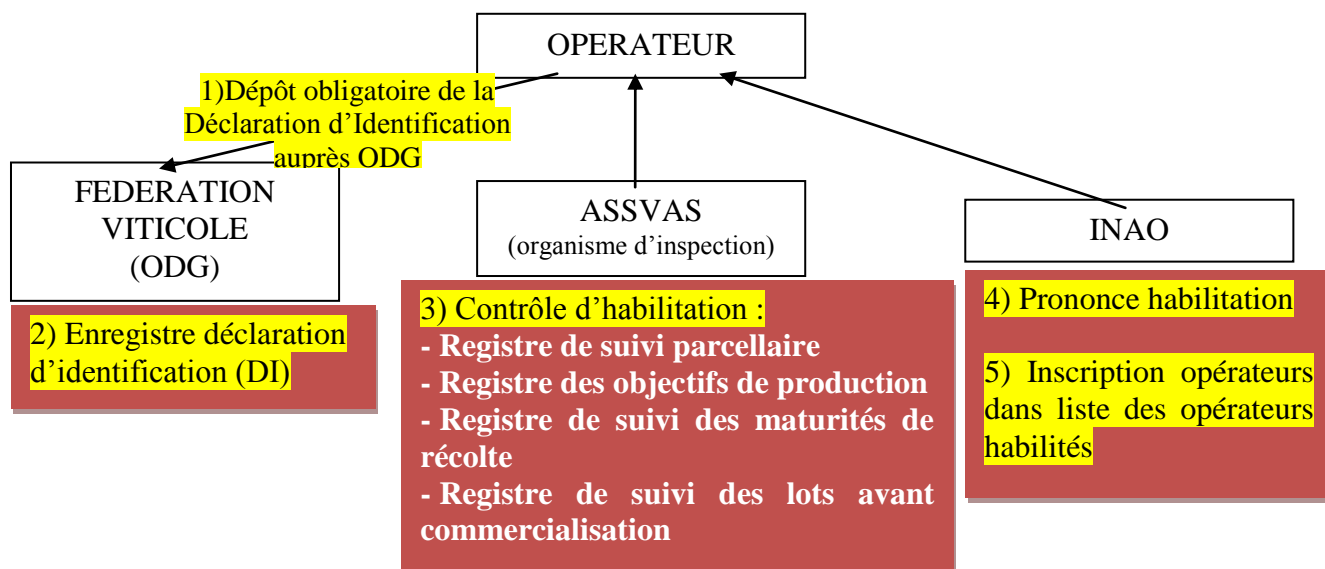 OPERATEUR
1)Dépôt obligatoire de la
Déclaration d’Identification
auprès ODG
FEDERATION
VITICOLE
(ODG)
ASSVAS
(organisme d’inspection)
INAO
2) Enregistre déclaration
d’identification (DI)
3) Contrôle d’habilitation :
- Registre de suivi parcellaire
- Registre des objectifs de production
- Registre de suivi des maturités de
récolte
- Registre de suivi des lots avant
commercialisation
4) Prononce habilitation
5) Inscription opérateurs
dans liste des opérateurs
habilités